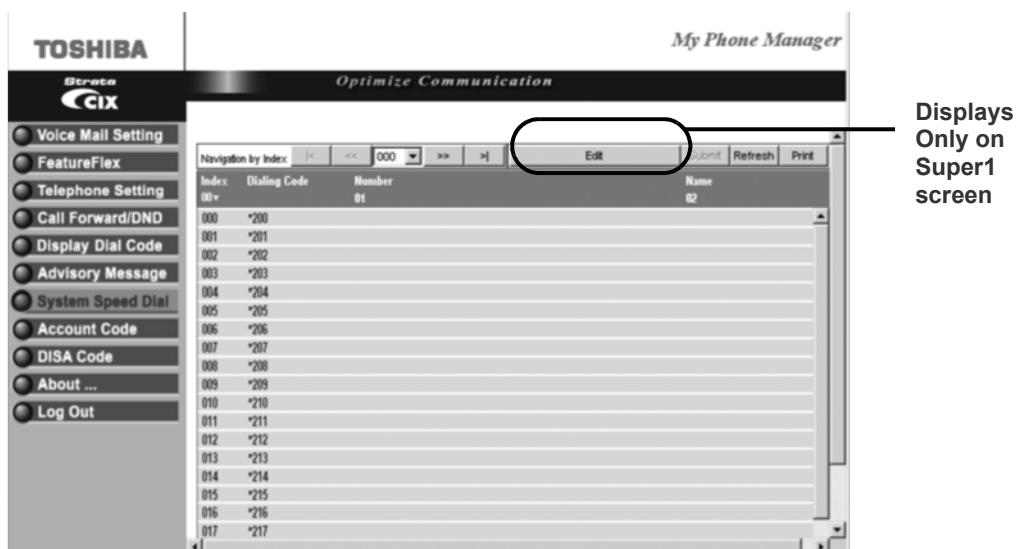 TOSHIBA
My Phone Manager
Strata
CIX
Optimize Communication
Voice Mail Setting
FeatureFlex
Telephone Setting
Call Forward/DND
Display Dial Code
Advisory Message
System Speed Dial
Account Code
DISA Code
About ...
Log Out
Navigation by Index |< << 000 >> >| Edit Submit Refresh Print
Index Dialing Code Number Name
00 01 02
000 *200
001 *201
002 *202
003 *203
004 *204
005 *205
006 *206
007 *207
008 *208
009 *209
010 *210
011 *211
012 *212
013 *213
014 *214
015 *215
016 *216
017 *217
Displays
Only on
Super1
screen